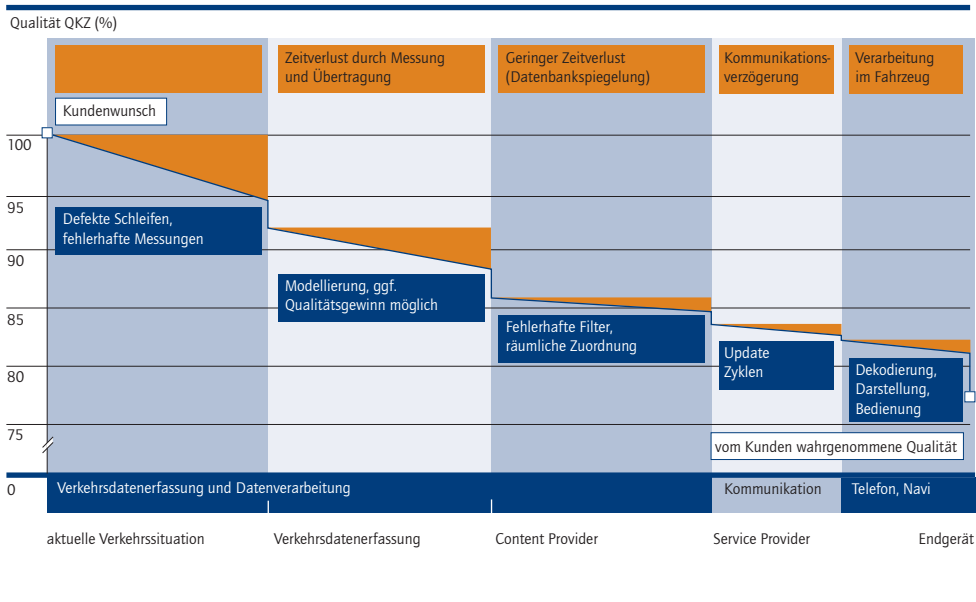 Qualität QKZ (%)
Zeitverlust durch Messung
und Übertragung
Geringer Zeitverlust
(Datenbankspiegelung)
Kommunikations-
verzögerung
Verarbeitung
im Fahrzeug
Kundenwunsch
100
95
90
85
80
75
0
Defekte Schleifen,
fehlerhafte Messungen
Modellierung, ggf.
Qualitätsgewinn möglich
Fehlerhafte Filter,
räumliche Zuordnung
Update
Zyklen
Dekodierung,
Darstellung,
Bedienung
vom Kunden wahrgenommene Qualität
Verkehrsdatenerfassung und Datenverarbeitung
Kommunikation
Telefon, Navi
aktuelle Verkehrssituation
Verkehrsdatenerfassung
Content Provider
Service Provider
Endgerät